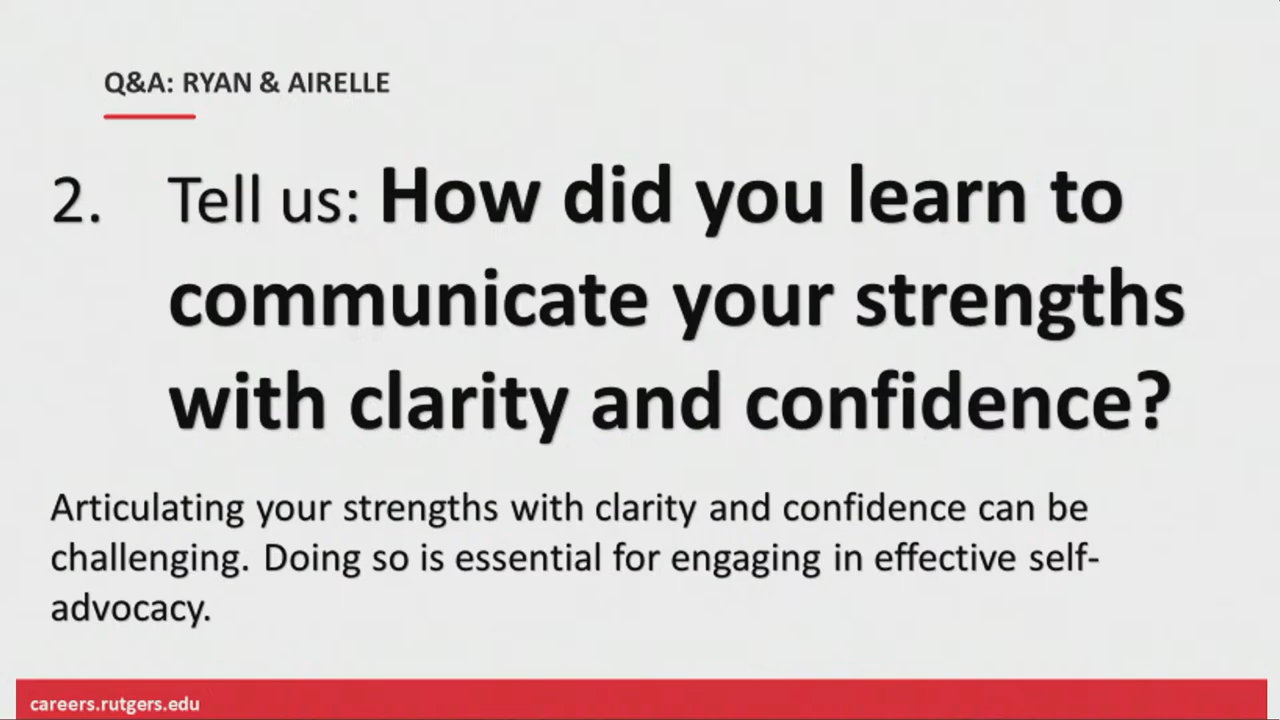 Q&A: RYAN & AIRELLE
2. Tell us: How did you learn to
communicate your strengths
with clarity and confidence?
Articulating your strengths with clarity and confidence can be
challenging. Doing so is essential for engaging in effective self-
advocacy.
careers.rutgers.edu